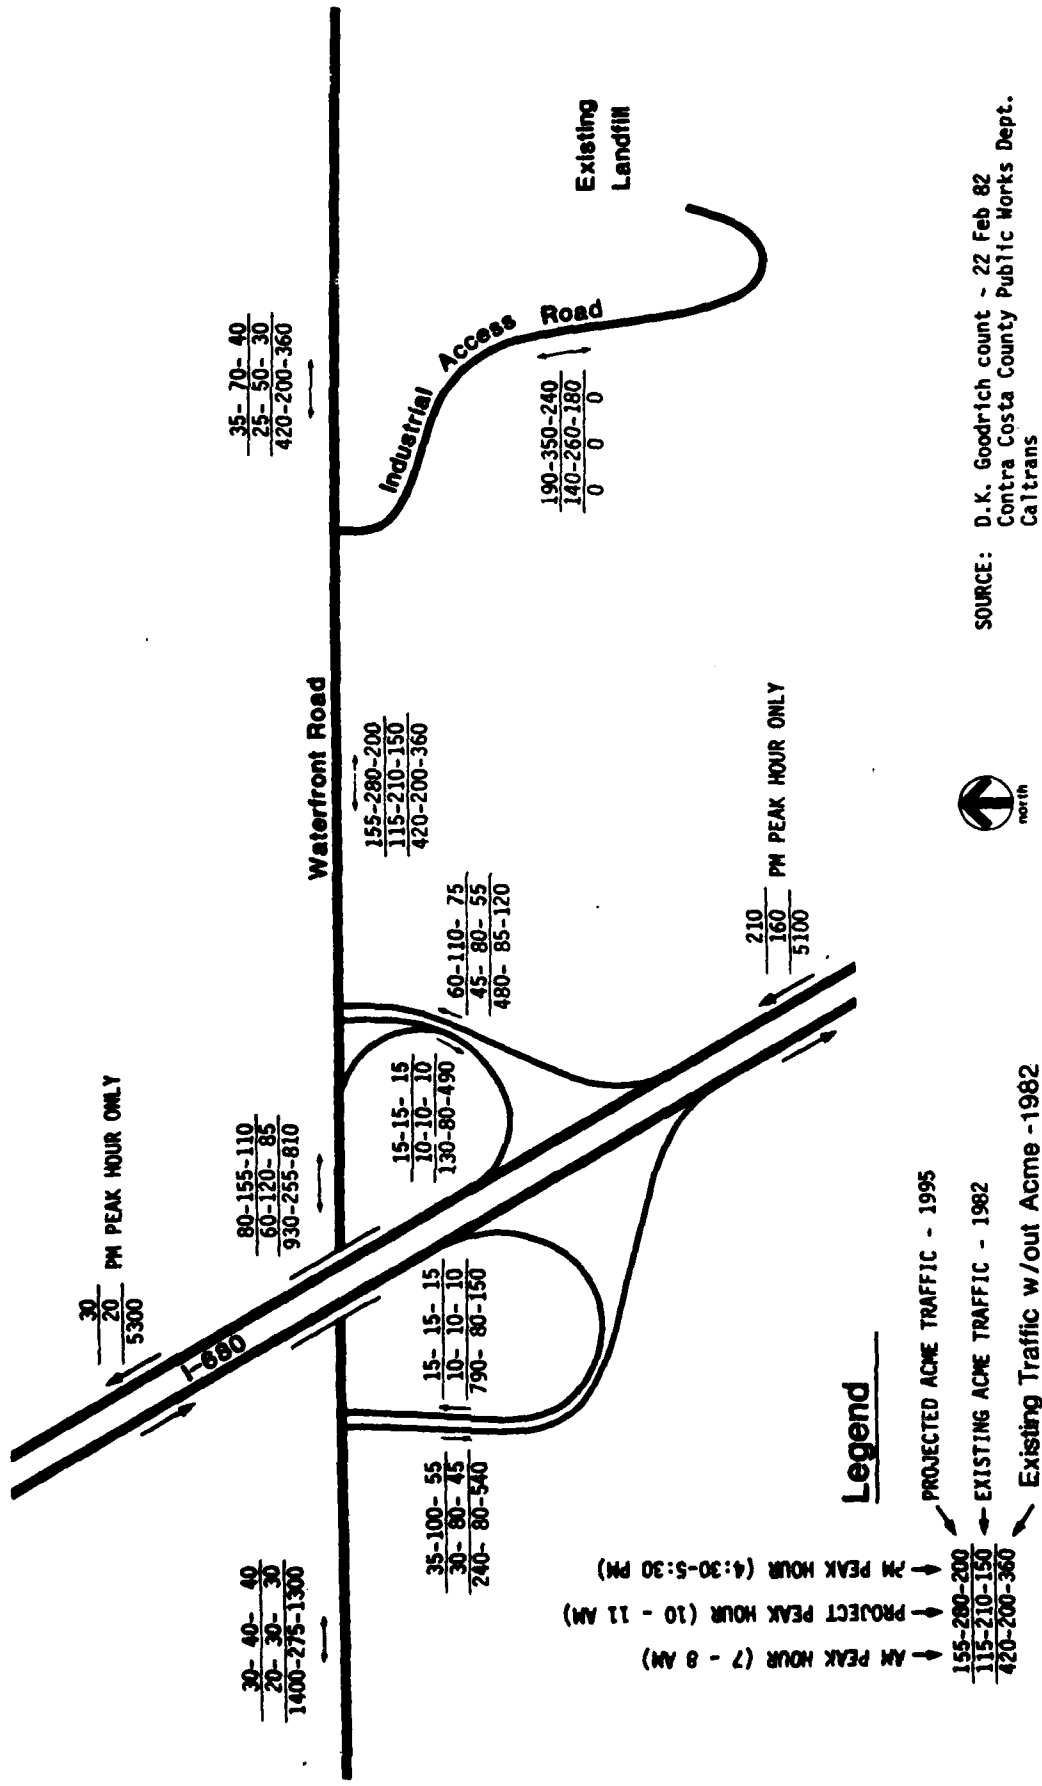 30- 40- 40
20- 30- 30
1400-275-1300
30
20
5300
PM PEAK HOUR ONLY
I-680
80-155-110
60-120- 85
930-255-810
35- 70- 40
25- 50- 30
420-200-360
Waterfront Road
35-100- 55
30- 80- 45
240- 80-540
15- 15- 15
10- 10- 10
790- 80-150
15-15- 15
10-10- 10
130-80-490
60-110- 75
45- 80- 55
480- 85-120
155-280-200
115-210-150
420-200-360
Industrial Access Road
190-350-240
140-260-180
0 0 0
Existing
Landfill
210
160
5100
PM PEAK HOUR ONLY
Legend
AM PEAK HOUR (7 - 8 AM)
PROJECT PEAK HOUR (10 - 11 AM)
PM PEAK HOUR (4:30-5:30 PM)
155-280-200
115-210-150
420-200-360
PROJECTED ACME TRAFFIC - 1995
EXISTING ACME TRAFFIC - 1982
Existing Traffic w/out Acme -1982
north
SOURCE: D.K. Goodrich count - 22 Feb 82
Contra Costa County Public Works Dept.
Caltrans